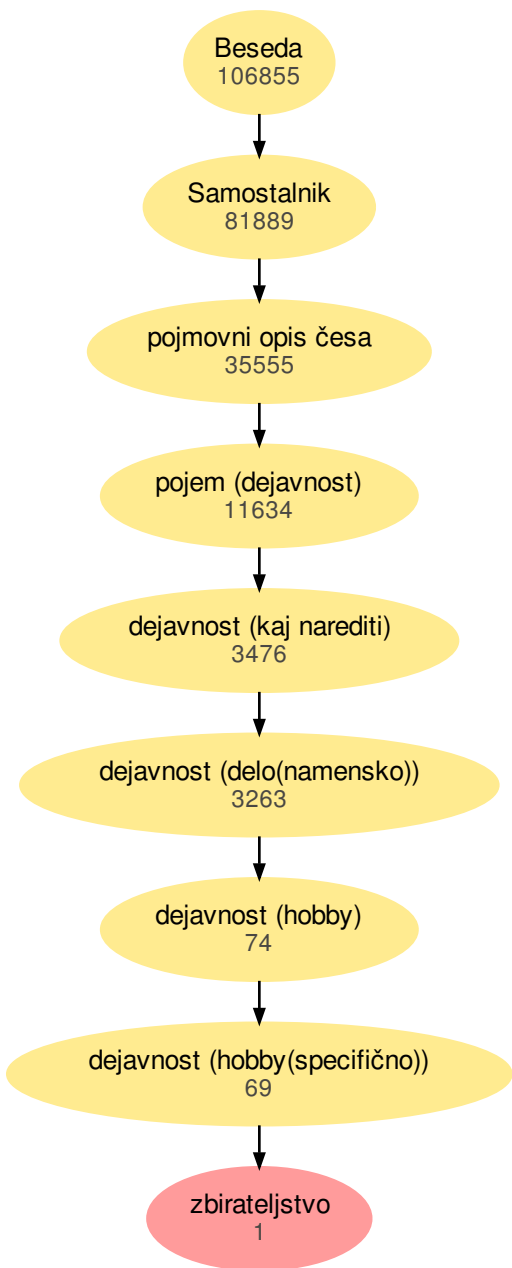 Beseda
106855
Samostalnik
81889
pojmovni opis česa
35555
pojem (dejavnost)
11634
dejavnost (kaj narediti)
3476
dejavnost (delo(namensko))
3263
dejavnost (hobby)
74
dejavnost (hobby(specifično))
69
zbirateljstvo
1